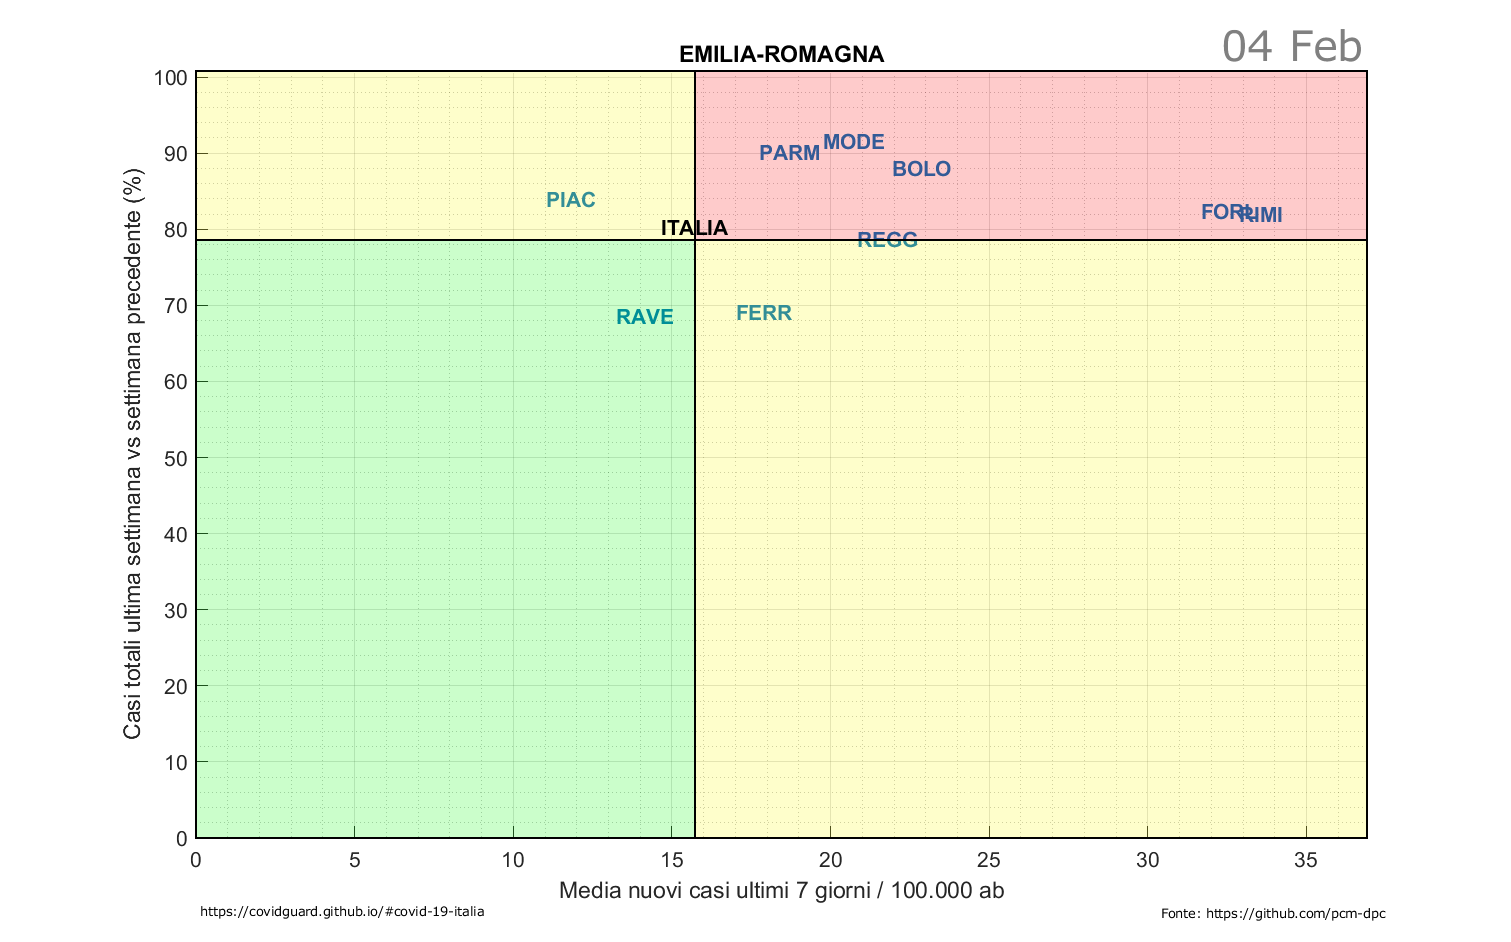 04 Feb
EMILIA-ROMAGNA
Casi totali ultima settimana vs settimana precedente (%)
100
90
80
70
60
50
40
30
20
10
0
MODE
PARM
BOLO
PIAC
FORL
RIMI
ITALIA
REGG
FERR
RAVE
0 5 10 15 20 25 30 35
Media nuovi casi ultimi 7 giorni / 100.000 ab
https://covidguard.github.io/#covid-19-italia
Fonte: https://github.com/pcm-dpc